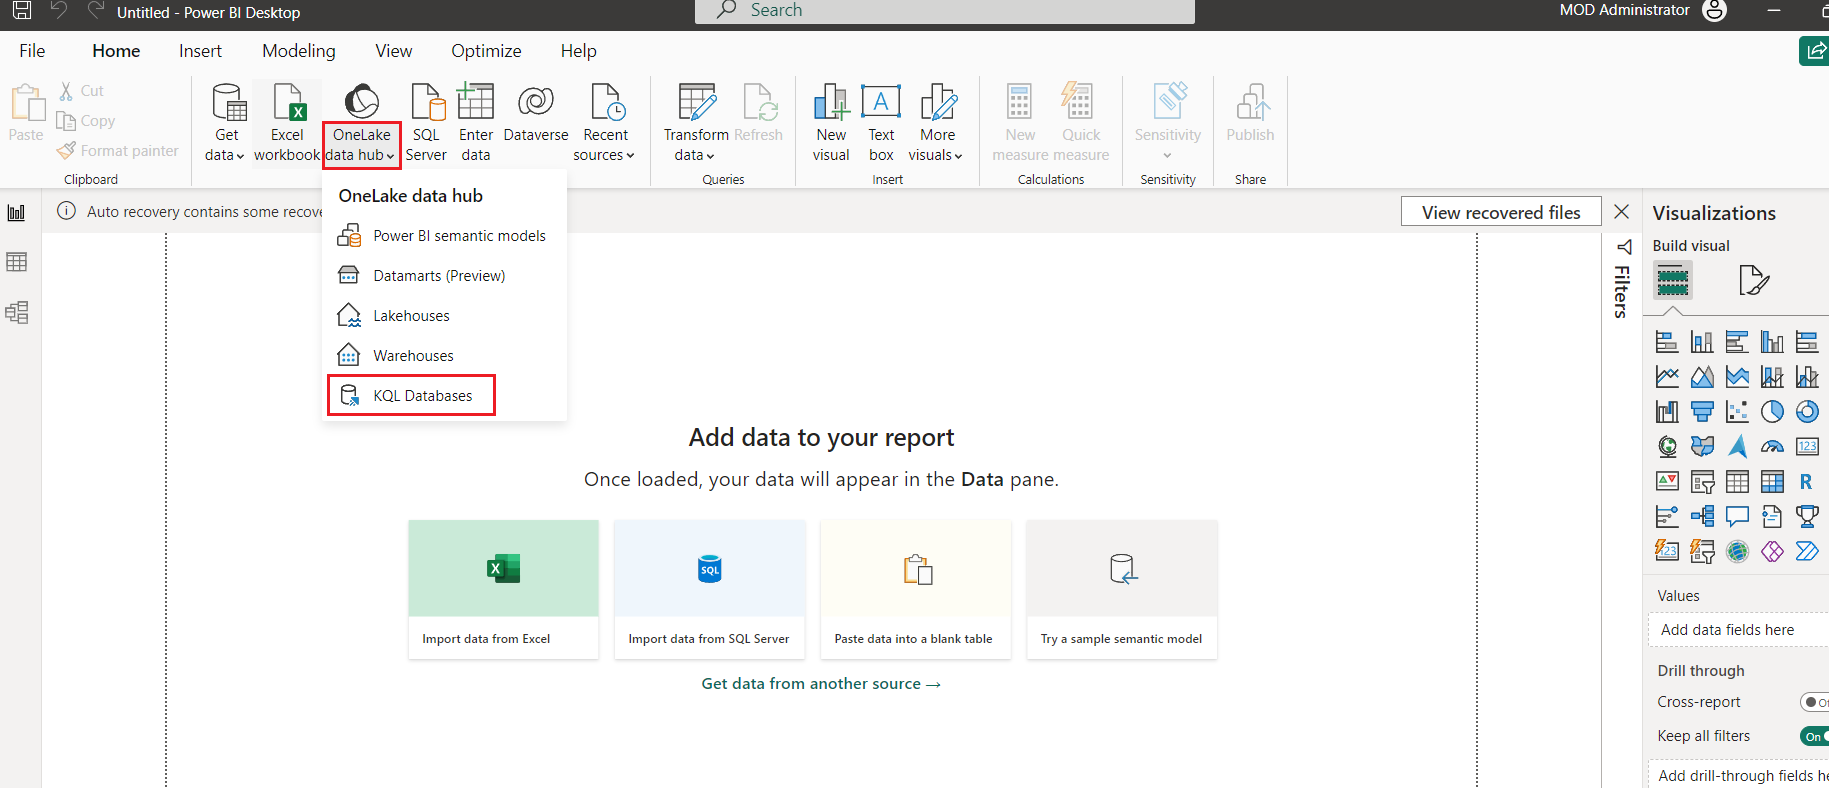 Untitled - Power BI Desktop
Search
MOD Administrator
File
Home
Insert
Modeling
View
Optimize
Help
Paste
Cut
Copy
Format painter
Clipboard
Get
data
Excel
workbook
OneLake
data hub
SQL
Server
Enter
data
Dataverse
Recent
sources
Transform
data
Refresh
Queries
New
visual
A
Text
box
More
visuals
Insert
New
measure
Quick
measure
Calculations
Sensitivity
Sensitivity
Publish
Share
Auto recovery contains some recove
View recovered files
OneLake data hub
Power BI semantic models
Datamarts (Preview)
Lakehouses
Warehouses
KQL Databases
Add data to your report
Once loaded, your data will appear in the Data pane.
Import data from Excel
SQL
Import data from SQL Server
Paste data into a blank table
Try a sample semantic model
Get data from another source →
Filters
Visualizations
Build visual
123
R
123
Values
Add data fields here
Drill through
Cross-report
Keep all filters
On
Add drill-through fields he